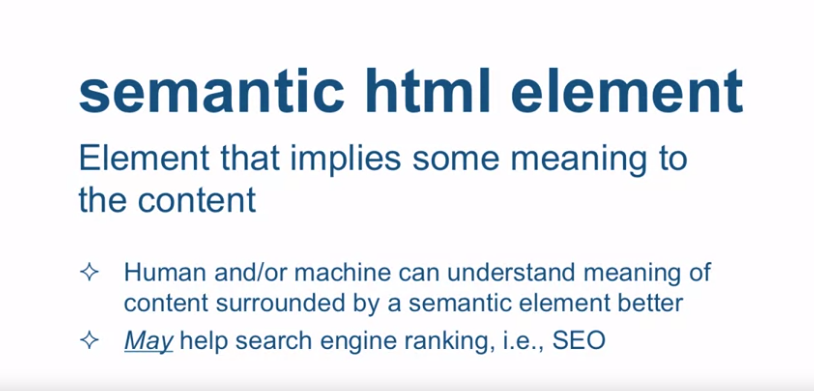 semantic html element
Element that implies some meaning to
the content
✧ Human and/or machine can understand meaning of
content surrounded by a semantic element better
✧ May help search engine ranking, i.e., SEO